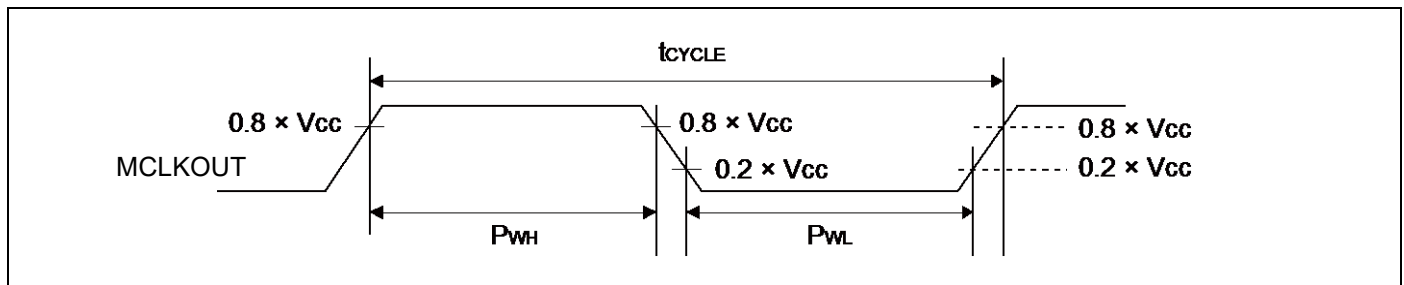 tCYCLE
0.8 × VCC
0.8 × VCC
0.8 × VCC
MCLKOUT
0.2 × VCC
0.2 × VCC
PWH
PWL